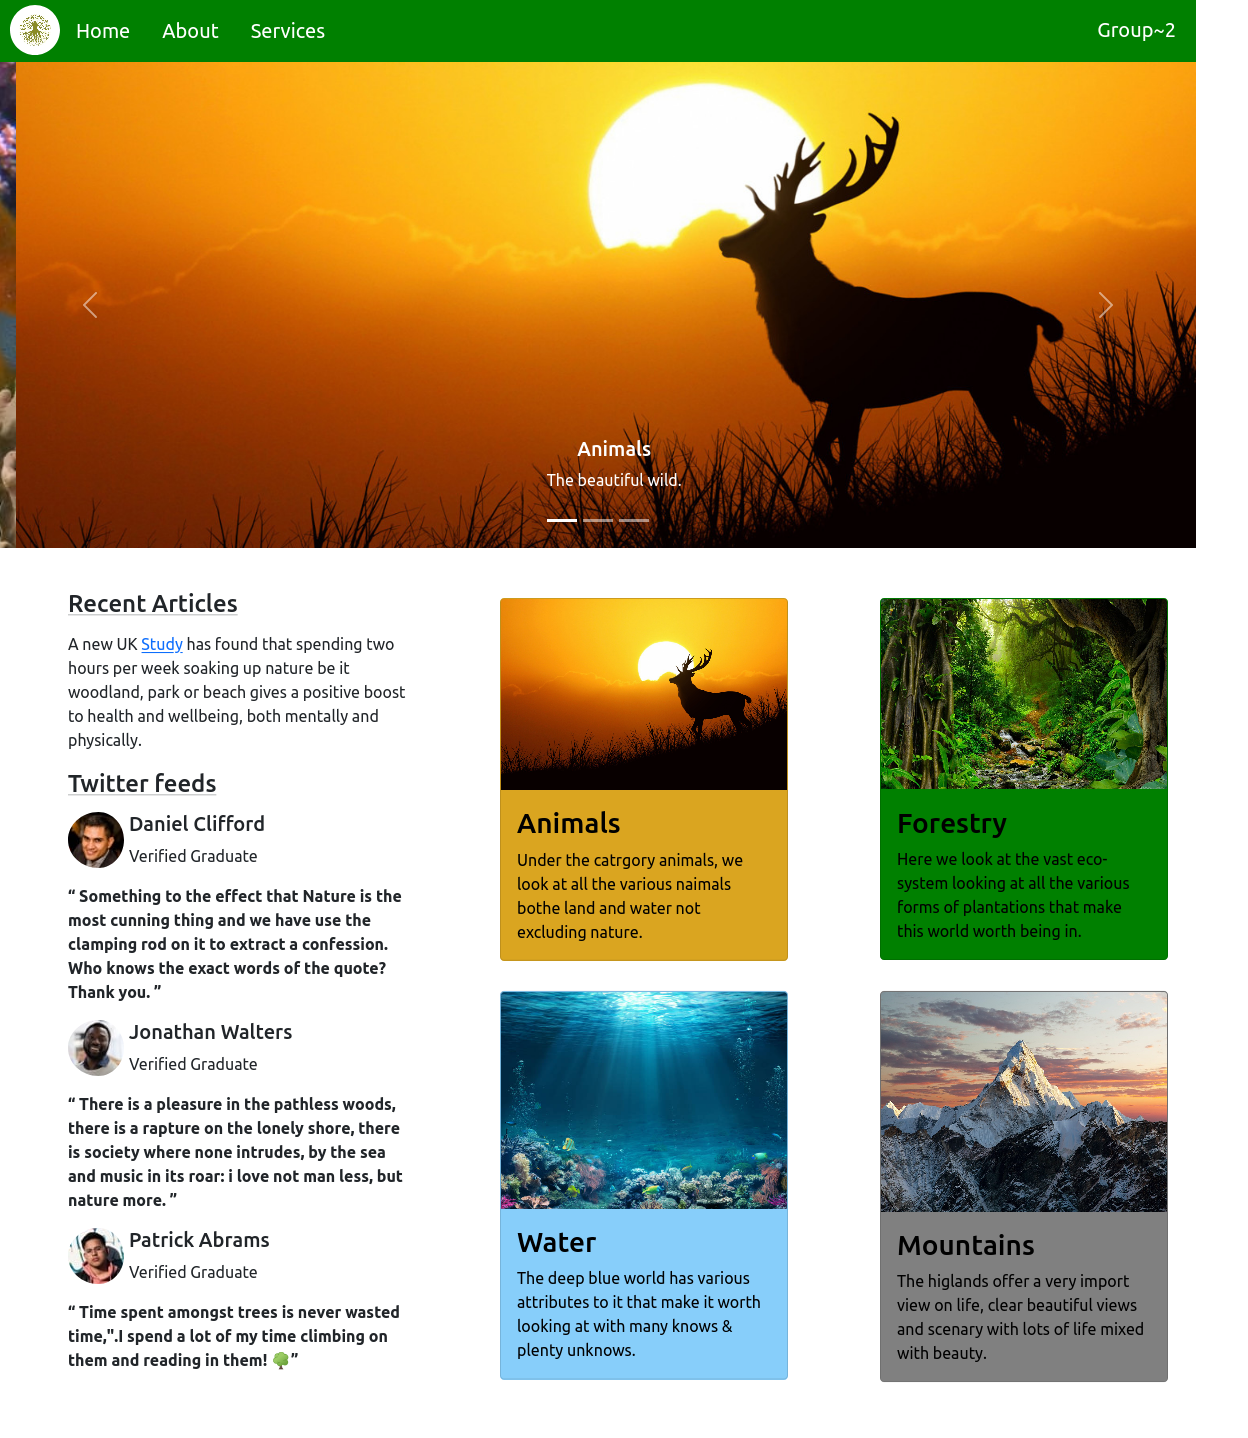 Home About Services Group~2
Animals
The beautiful wild.
Recent Articles
A new UK Study has found that spending two
hours per week soaking up nature be it
woodland, park or beach gives a positive boost
to health and wellbeing, both mentally and
physically.
Twitter feeds
Daniel Clifford
Verified Graduate
“ Something to the effect that Nature is the
most cunning thing and we have use the
clamping rod on it to extract a confession.
Who knows the exact words of the quote?
Thank you. ”
Jonathan Walters
Verified Graduate
“ There is a pleasure in the pathless woods,
there is a rapture on the lonely shore, there
is society where none intrudes, by the sea
and music in its roar: i love not man less, but
nature more. ”
Patrick Abrams
Verified Graduate
“ Time spent amongst trees is never wasted
time,".I spend a lot of my time climbing on
them and reading in them! 🌳”
Animals
Under the catrgory animals, we
look at all the various naimals
bothe land and water not
excluding nature.
Forestry
Here we look at the vast eco-
system looking at all the various
forms of plantations that make
this world worth being in.
Water
The deep blue world has various
attributes to it that make it worth
looking at with many knows &
plenty unknows.
Mountains
The higlands offer a very import
view on life, clear beautiful views
and scenary with lots of life mixed
with beauty.